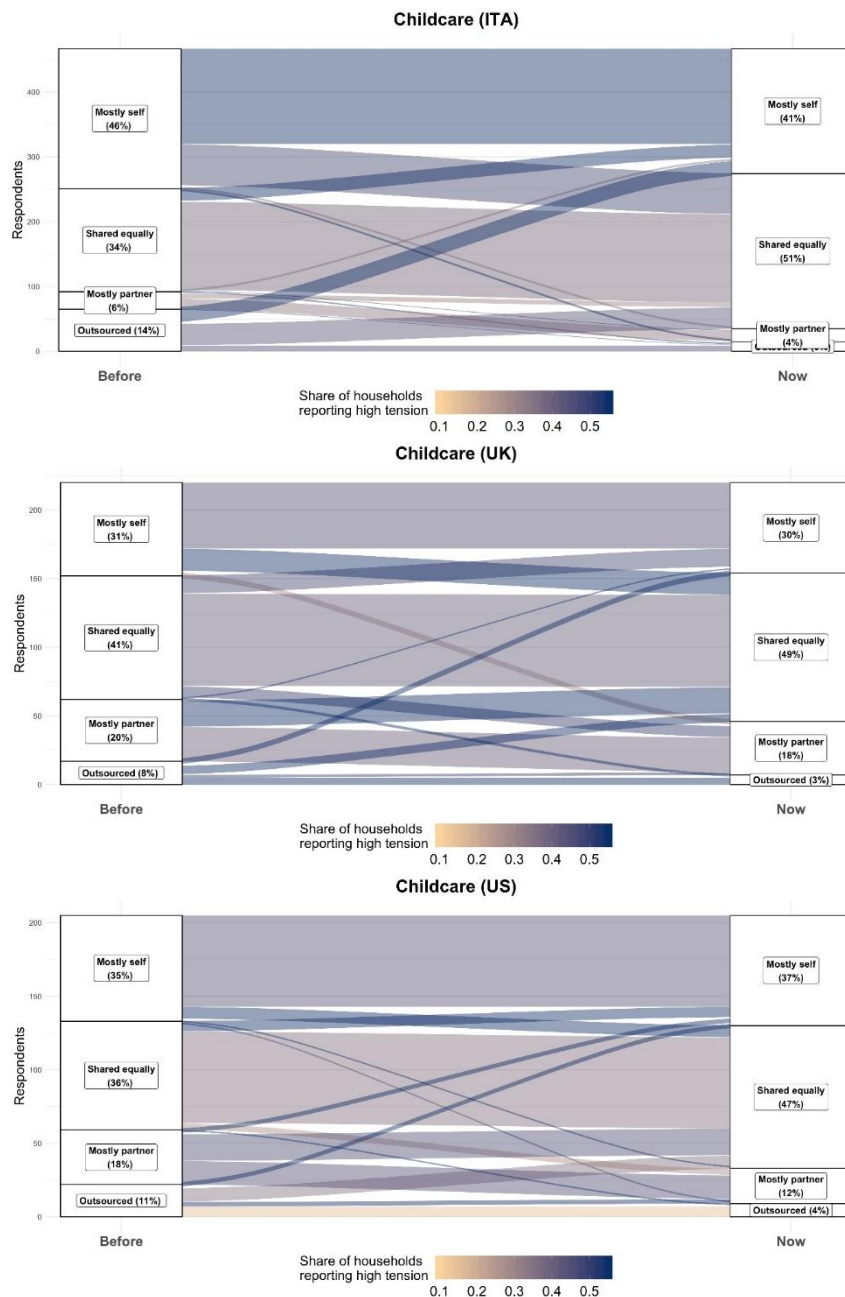 Childcare (ITA)
Respondents
400
300
200
100
0
Mostly self
(46%)
Shared equally
(34%)
Mostly partner
(6%)
Outsourced (14%)
Mostly self
(41%)
Shared equally
(51%)
Mostly partner
(4%)
Before
Now
Share of households
reporting high tension
0.1 0.2 0.3 0.4 0.5
Childcare (UK)
Respondents
200
150
100
50
0
Mostly self
(31%)
Shared equally
(41%)
Mostly partner
(20%)
Outsourced (8%)
Mostly self
(30%)
Shared equally
(49%)
Mostly partner
(18%)
Outsourced (3%)
Before
Now
Share of households
reporting high tension
0.1 0.2 0.3 0.4 0.5
Childcare (US)
Respondents
200
150
100
50
0
Mostly self
(35%)
Shared equally
(36%)
Mostly partner
(18%)
Outsourced (11%)
Mostly self
(37%)
Shared equally
(47%)
Mostly partner
(12%)
Outsourced (4%)
Before
Now
Share of households
reporting high tension
0.1 0.2 0.3 0.4 0.5